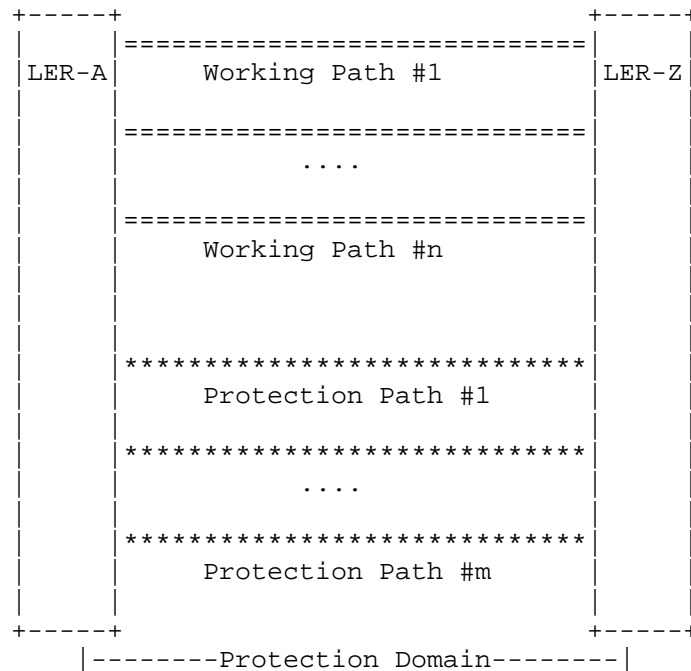 +-----+                             +-----+
|     |=============================|     |
|LER-A|     Working Path #1         |LER-Z|
|     |                             |     |
|     |=============================|     |
|     |           ....              |     |
|     |                             |     |
|     |=============================|     |
|     |     Working Path #n         |     |
|     |                             |     |
|     |                             |     |
|     |                             |     |
|     |*****************************|     |
|     |     Protection Path #1      |     |
|     |                             |     |
|     |*****************************|     |
|     |           ....              |     |
|     |                             |     |
|     |*****************************|     |
|     |     Protection Path #m      |     |
|     |                             |     |
+-----+                             +-----+
    |--------Protection Domain--------|